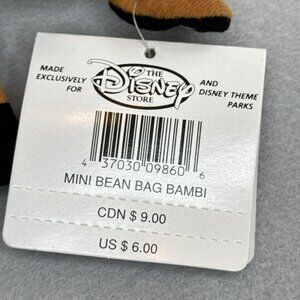 MADE EXCLUSIVELY FOR
THE
DISNEY
STORE
AND DISNEY THEME PARKS
4 37030 09860 6
MINI BEAN BAG BAMBI
CDN $ 9.00
US $ 6.00